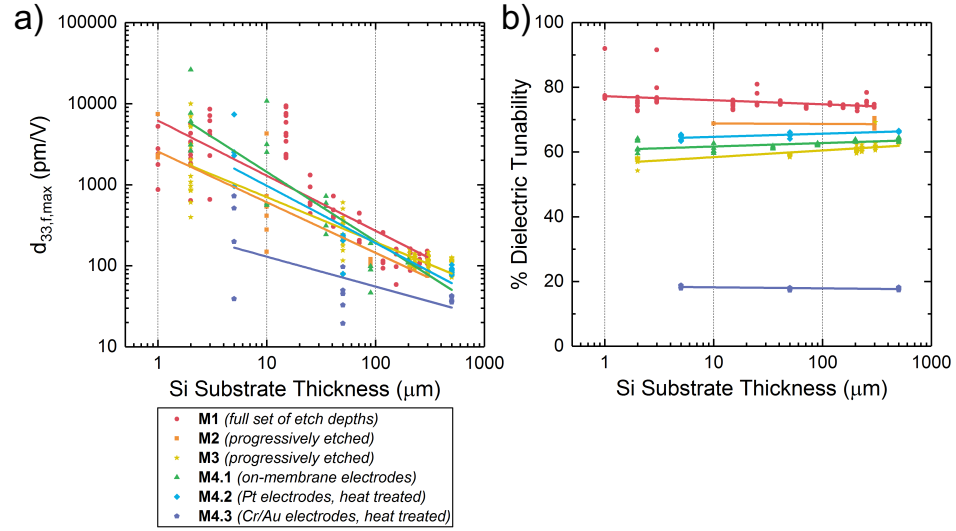 a)
d33,f,max (pm/V)
100000
10000
1000
100
10
1 10 100 1000
Si Substrate Thickness (μm)
b)
% Dielectric Tunability
100
80
60
40
20
0
1 10 100 1000
Si Substrate Thickness (μm)
M1 (full set of etch depths)
M2 (progressively etched)
M3 (progressively etched)
M4.1 (on-membrane electrodes)
M4.2 (Pt electrodes, heat treated)
M4.3 (Cr/Au electrodes, heat treated)